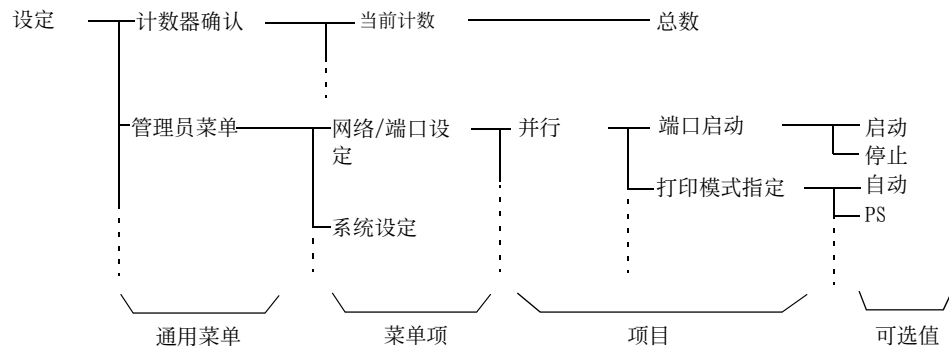 设定
计数器确认
当前计数
总数
管理员菜单
网络/端口设
定
并行
端口启动
启动
停止
打印模式指定
自动
PS
系统设定
通用菜单
菜单项
项目
可选值